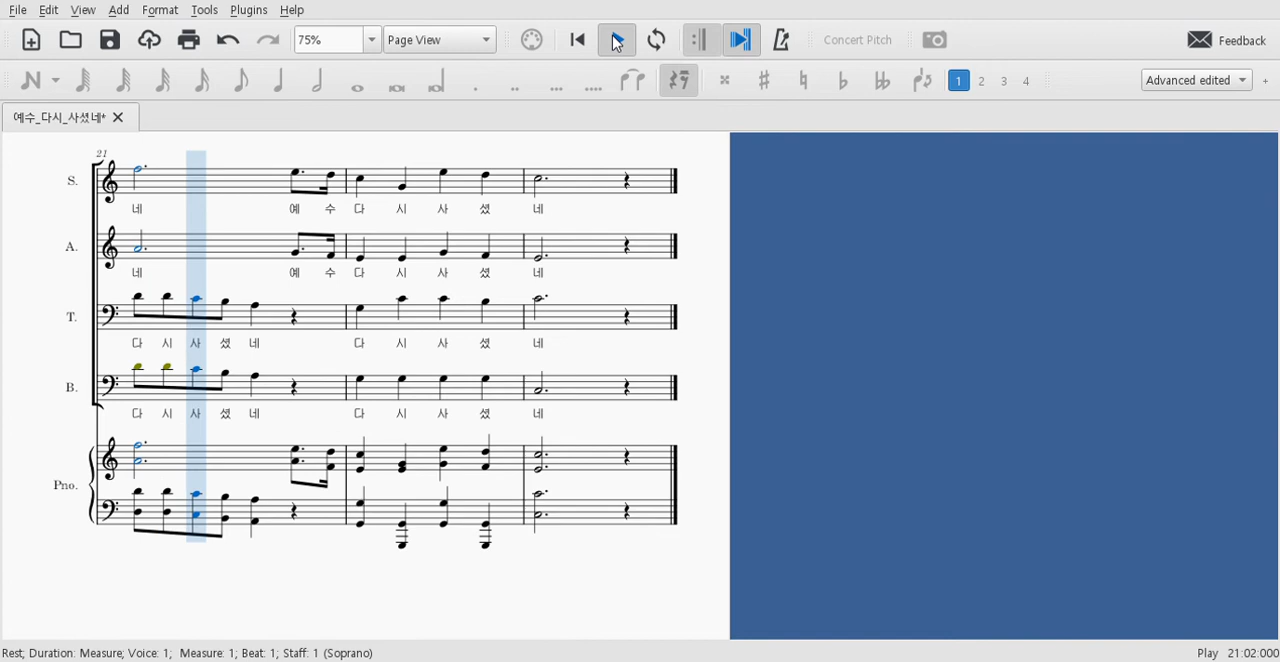 File Edit View Add Format Tools Plugins Help
75% Page View Concert Pitch Feedback
1 2 3 4 Advanced edited +
예수_다시_사셨네*
21
S.
네 예 수 다 시 사 셨 네
A.
네 예 수 다 시 사 셨 네
T.
다 시 사 셨 네 다 시 사 셨 네
B.
다 시 사 셨 네 다 시 사 셨 네
Pno.
Rest; Duration: Measure; Voice: 1; Measure: 1; Beat: 1; Staff: 1 (Soprano) Play 21:02:000